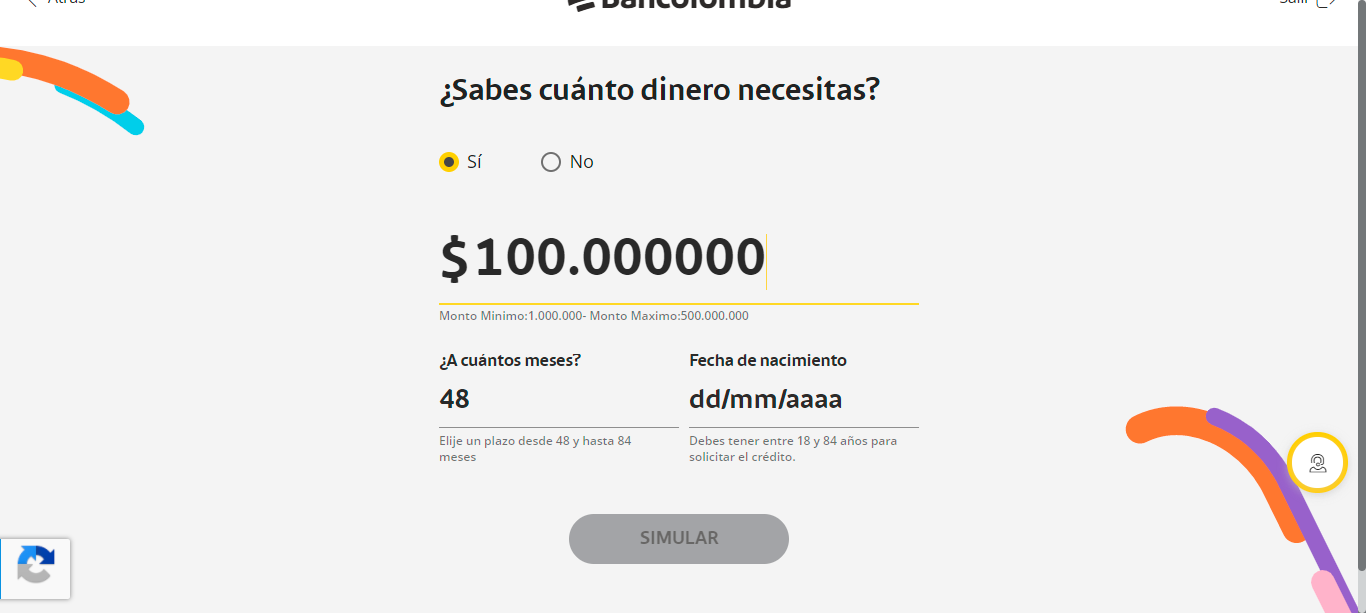 Atrás
Bancolombia
Salir
¿Sabes cuánto dinero necesitas?
Sí
No
$100.000000
Monto Minimo:1.000.000- Monto Maximo:500.000.000
¿A cuántos meses?
Fecha de nacimiento
48
dd/mm/aaaa
Elije un plazo desde 48 y hasta 84
meses
Debes tener entre 18 y 84 años para
solicitar el crédito.
SIMULAR